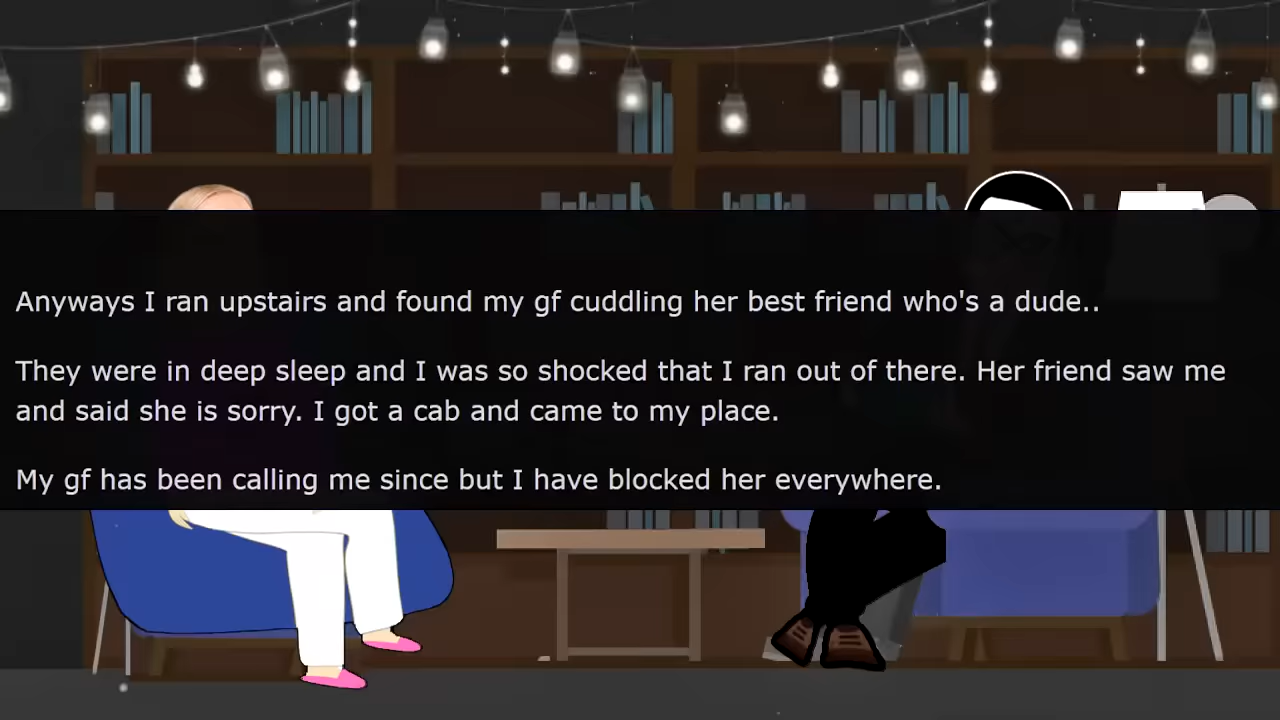 Anyways I ran upstairs and found my gf cuddling her best friend who's a dude..
They were in deep sleep and I was so shocked that I ran out of there. Her friend saw me
and said she is sorry. I got a cab and came to my place.
My gf has been calling me since but I have blocked her everywhere.